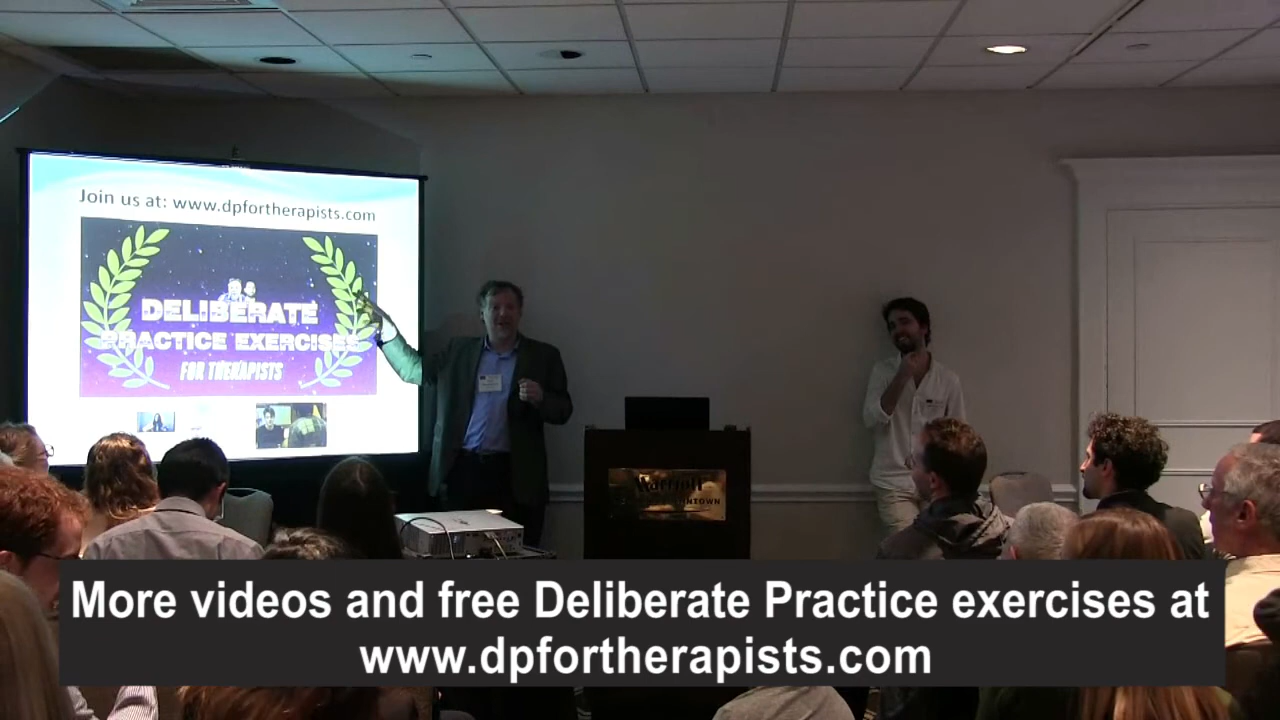 Join us at: www.dpfortherapists.com
DELIBERATE
PRACTICE EXERCISES
FOR THERAPISTS
Marriott
More videos and free Deliberate Practice exercises at
www.dpfortherapists.com